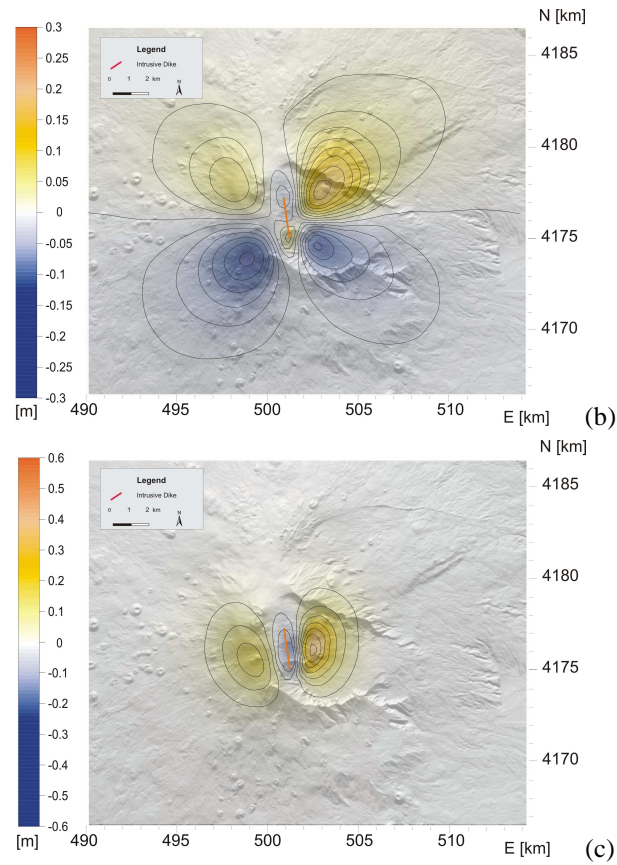 N [km]
0.3
0.25
0.2
0.15
0.1
0.05
0
-0.05
-0.1
-0.15
-0.2
-0.25
-0.3
[m]
Legend
Intrusive Dike
0 1 2 km
N
4185
4180
4175
4170
490 495 500 505 510
E [km]
(b)
N [km]
0.6
0.5
0.4
0.3
0.2
0.1
0
-0.1
-0.2
-0.3
-0.4
-0.5
-0.6
[m]
Legend
Intrusive Dike
0 1 2 km
N
4185
4180
4175
4170
490 495 500 505 510
E [km]
(c)